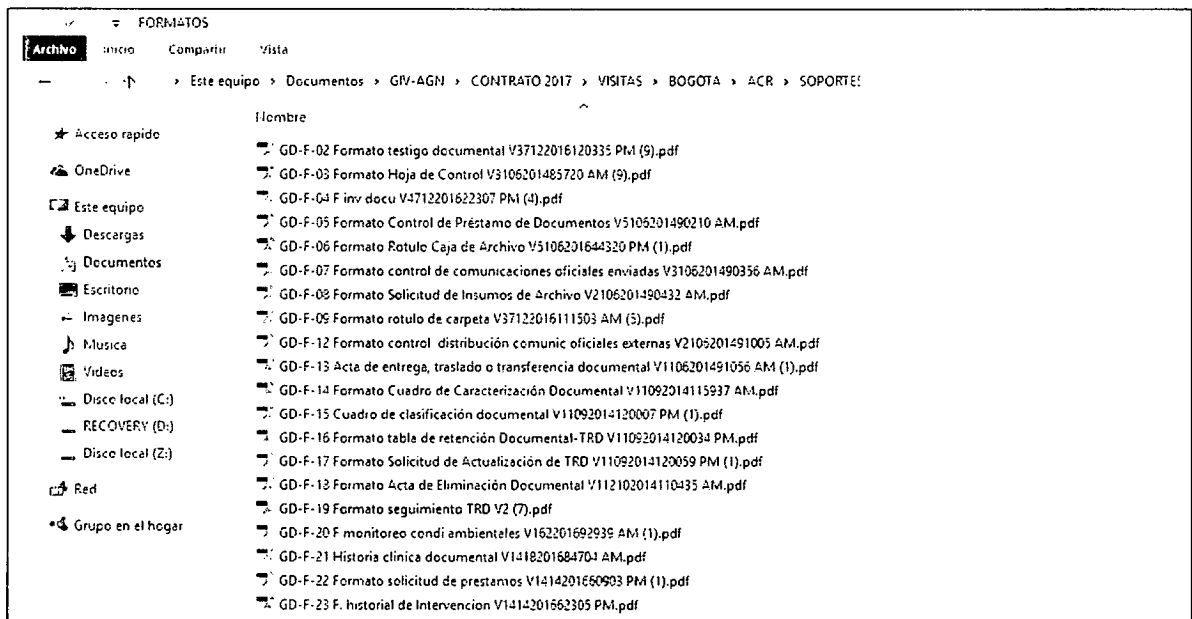 FORMATOS
Archivo Inicio Compartir Vista
> Este equipo > Documentos > GIV-AGN > CONTRATO 2017 > VISITAS > BOGOTA > ACR > SOPORTES
Nombre
Acceso rapido
OneDrive
Este equipo
Descargas
Documentos
Escritorio
Imagenes
Musica
Videos
Disco local (C:)
RECOVERY (D:)
Disco local (Z:)
Red
Grupo en el hogar
GD-F-02 Formato testigo documental V37122016120335 PM (9).pdf
GD-F-03 Formato Hoja de Control V3106201485720 AM (9).pdf
GD-F-04 F inv docu V4712201622307 PM (4).pdf
GD-F-05 Formato Control de Préstamo de Documentos V5106201490210 AM.pdf
GD-F-06 Formato Rotulo Caja de Archivo V5106201644320 PM (1).pdf
GD-F-07 Formato control de comunicaciones oficiales enviadas V3106201490356 AM.pdf
GD-F-08 Formato Solicitud de Insumos de Archivo V2106201490432 AM.pdf
GD-F-09 Formato rotulo de carpeta V37122016111503 AM (5).pdf
GD-F-12 Formato control distribución comunic oficiales externas V2106201491005 AM.pdf
GD-F-13 Acta de entrega, traslado o transferencia documental V1106201491056 AM (1).pdf
GD-F-14 Formato Cuadro de Caracterización Documental V11092014115937 AM.pdf
GD-F-15 Cuadro de clasificación documental V11092014120007 PM (1).pdf
GD-F-16 Formato tabla de retención Documental-TRD V11092014120034 PM.pdf
GD-F-17 Formato Solicitud de Actualización de TRD V11092014120059 PM (1).pdf
GD-F-18 Formato Acta de Eliminación Documental V112102014110435 AM.pdf
GD-F-19 Formato seguimiento TRD V2 (7).pdf
GD-F-20 F monitoreo condi ambientales V162201692939 AM (1).pdf
GD-F-21 Historia clinica documental V1418201684704 AM.pdf
GD-F-22 Formato solicitud de prestamos V1414201660903 PM (1).pdf
GD-F-23 F. historial de Intervencion V1414201662305 PM.pdf